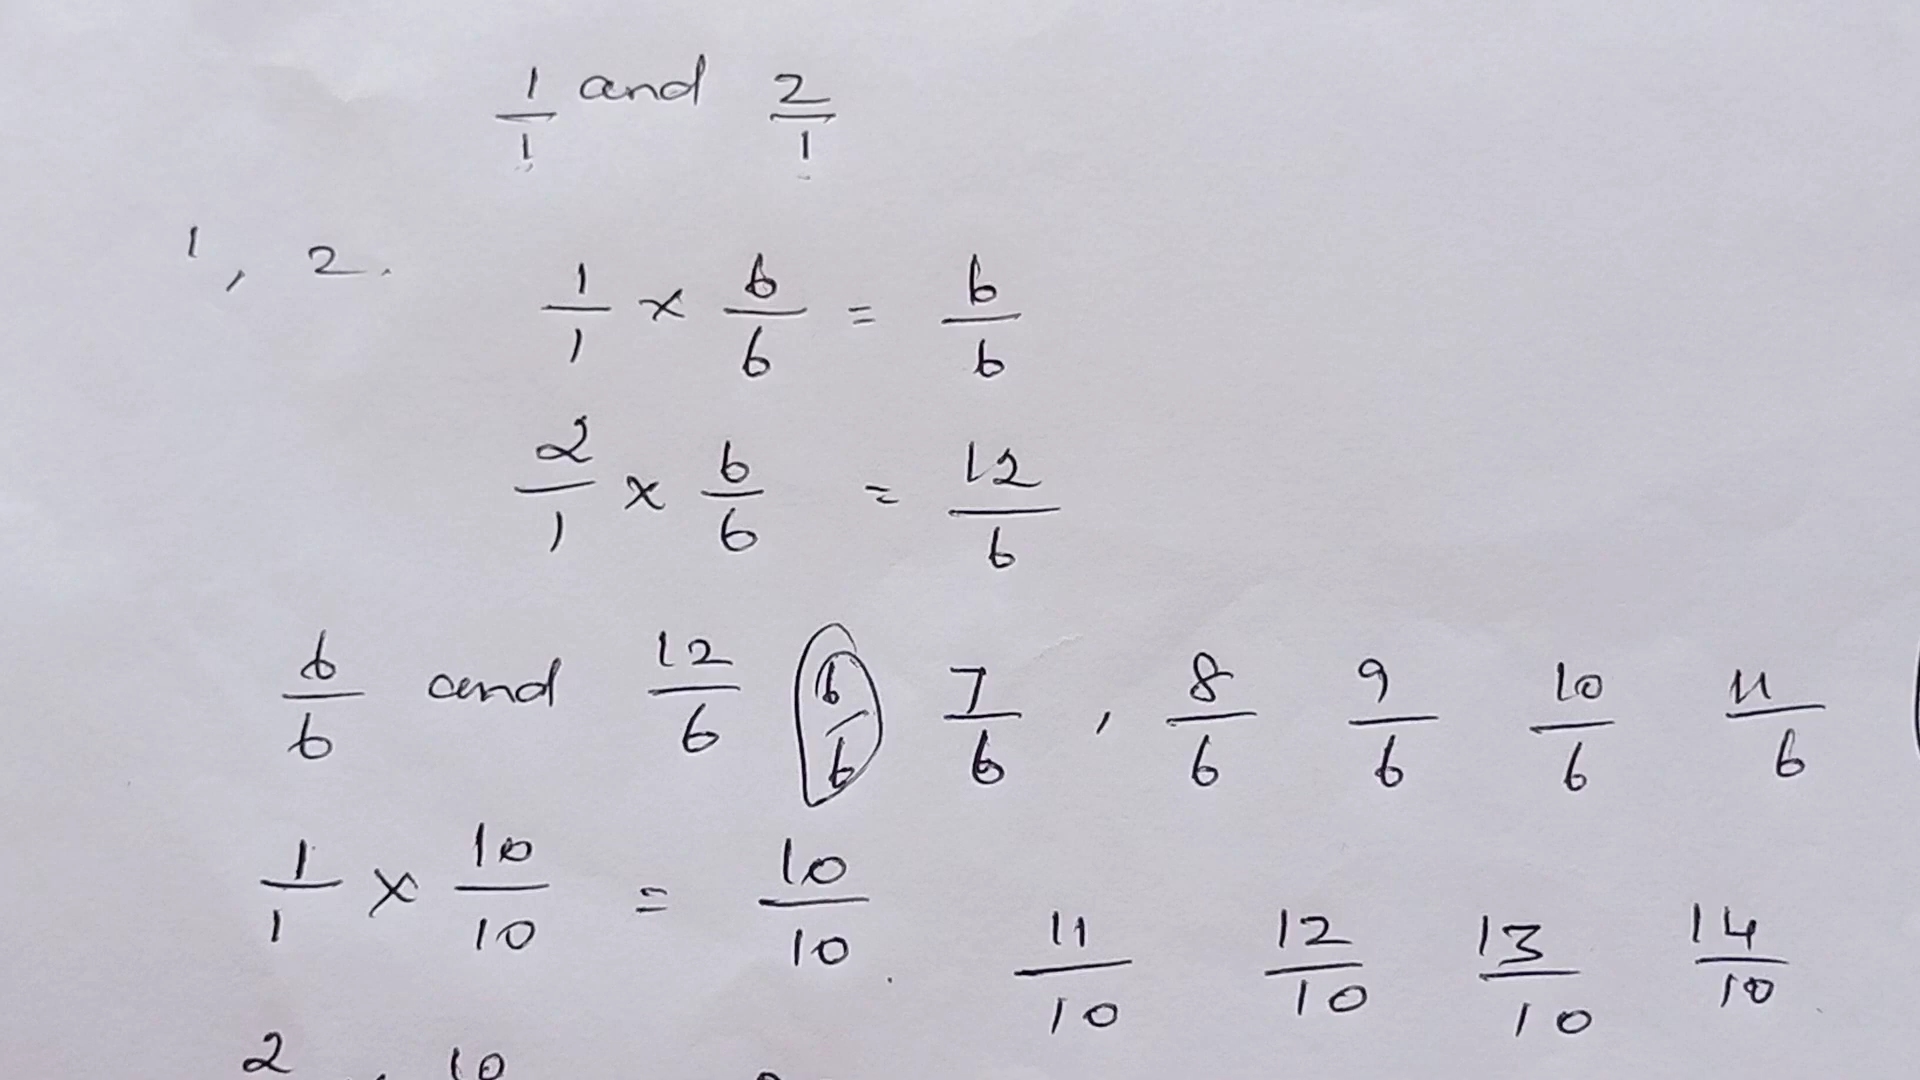 1/1 and 2/1
1, 2.
1/1 × 6/6 = 6/6
2/1 × 6/6 = 12/6
6/6 and 12/6 6/6 7/6, 8/6 9/6 10/6 11/6
1/1 × 10/10 = 10/10. 11/10 12/10 13/10 14/10
2 10